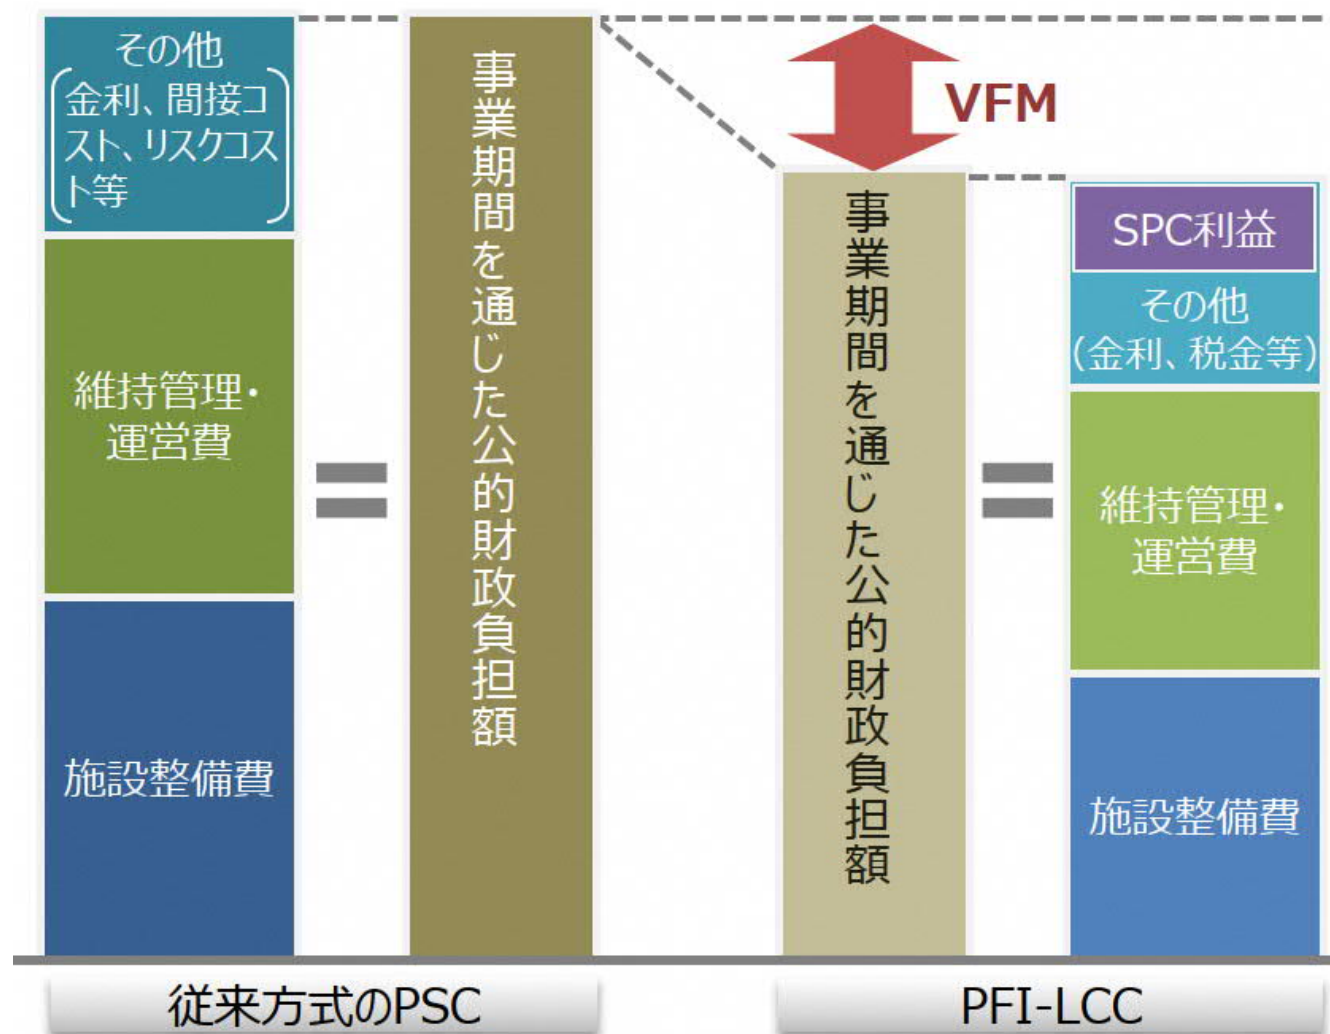 その他
金利、間接コ
スト、リスクコス
ト等
維持管理・
運営費
施設整備費
事業期間を通じた公的財政負担額
VFM
事業期間を通じた公的財政負担額
SPC利益
その他
(金利、税金等)
維持管理・
運営費
施設整備費
従来方式のPSC
PFI-LCC